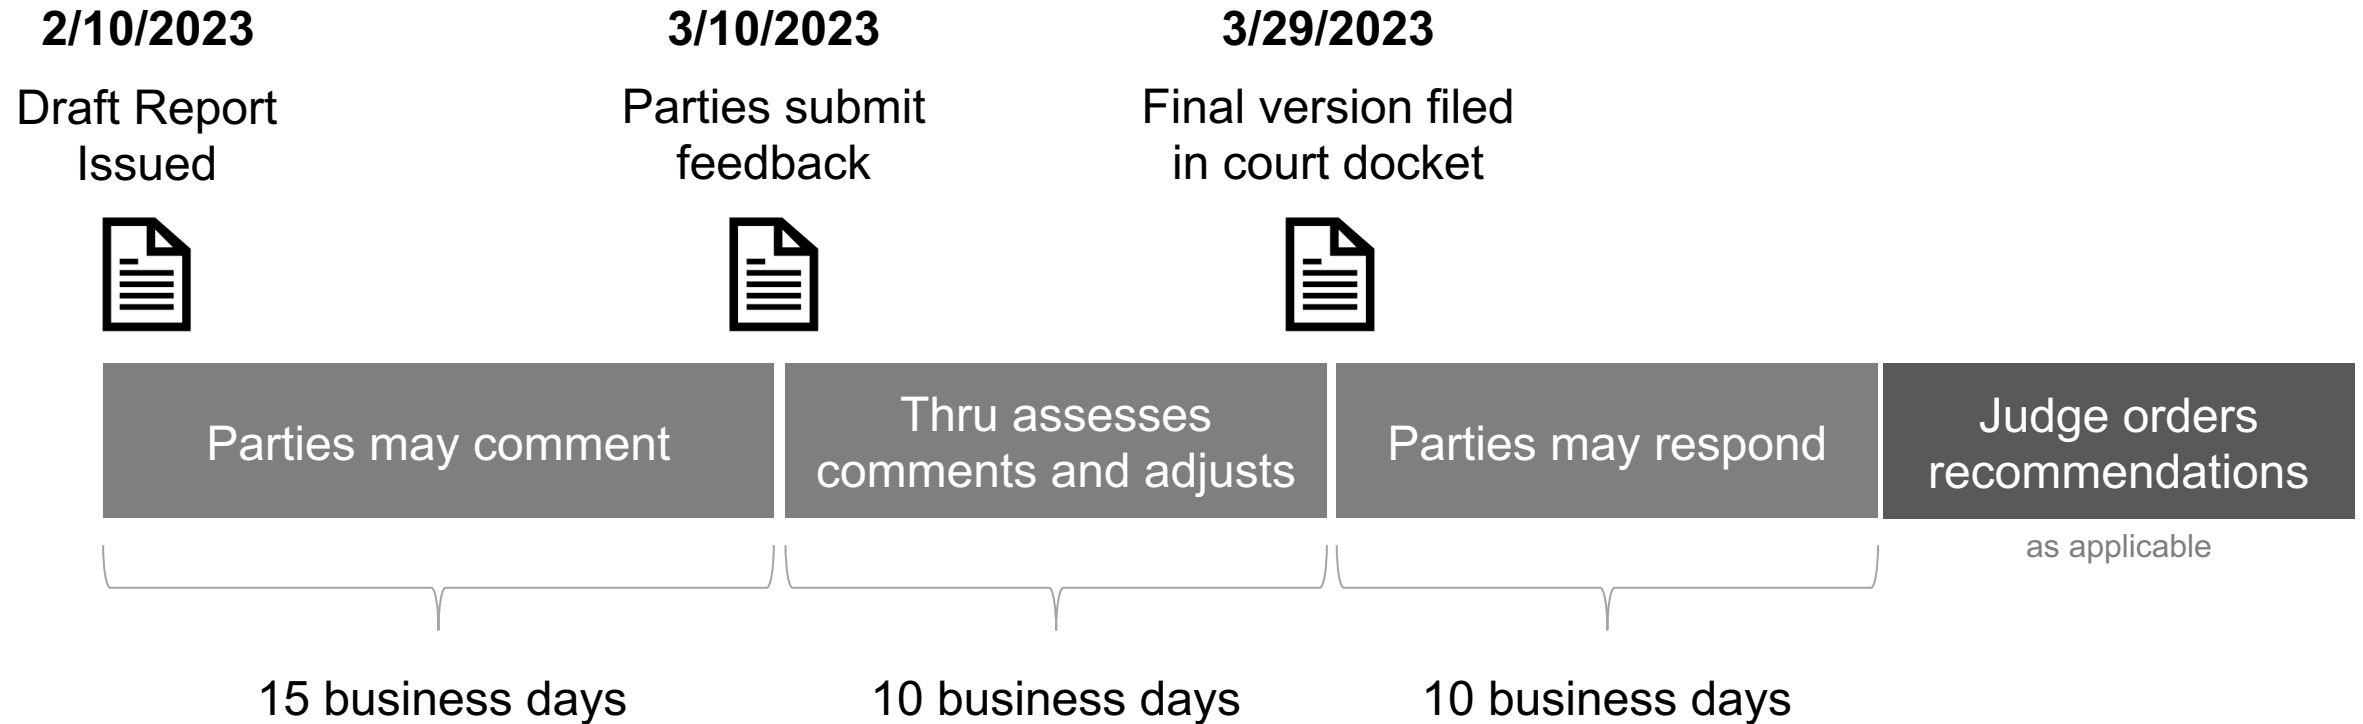 2/10/2023
Draft Report
Issued
3/10/2023
Parties submit
feedback
3/29/2023
Final version filed
in court docket
Parties may comment
Thru assesses
comments and adjusts
Parties may respond
Judge orders
recommendations
as applicable
15 business days
10 business days
10 business days